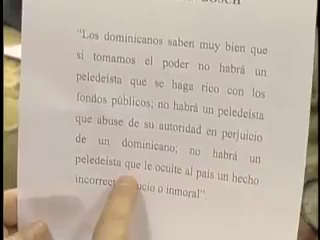 BOSCH
"Los dominicanos saben muy bien que
si tomamos el poder no habrá un
peledeísta que se haga rico con los
fondos públicos; no habrá un peledeísta
que abuse de su autoridad en perjuicio
de un dominicano; no habrá un
peledeísta que le oculte al país un hecho
o inmoral"